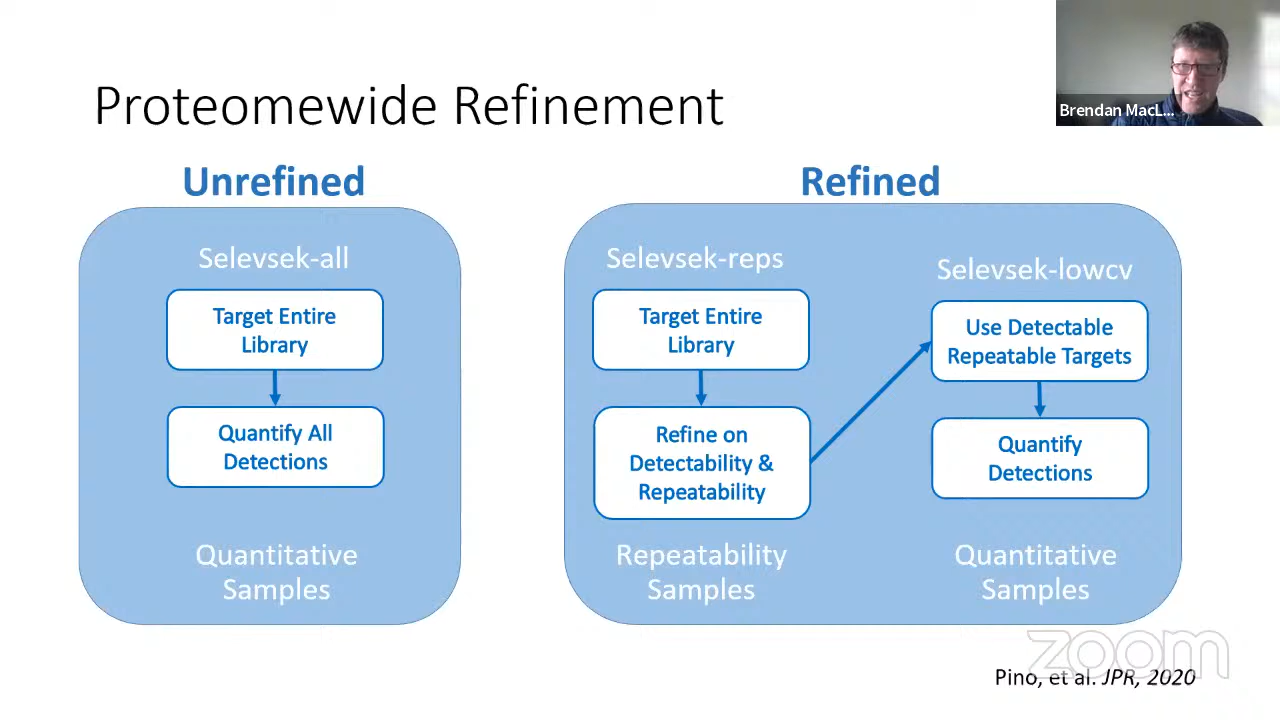 Brendan MacL...
Proteomewide Refinement
Unrefined
Selevsek-all
Target Entire
Library
Quantify All
Detections
Quantitative
Samples
Refined
Selevsek-reps
Target Entire
Library
Refine on
Detectability &
Repeatability
Repeatability
Samples
Selevsek-lowcv
Use Detectable
Repeatable Targets
Quantify
Detections
Quantitative
Samples
zoom
Pino, et al. JPR, 2020